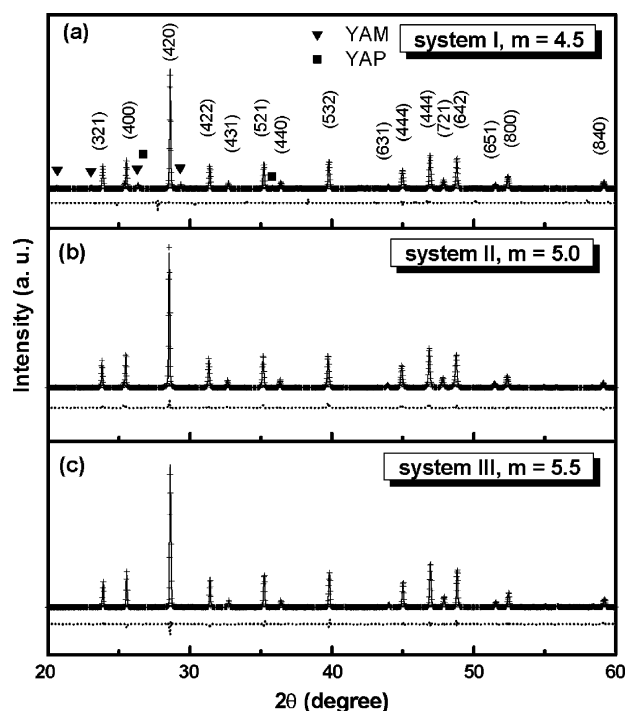 (a)
(420)
▼ YAM
■ YAP
system I, m = 4.5
(321)
(400)
(422)
(431)
(521)
(440)
(532)
(631)
(444)
(444)
(721)
(642)
(651)
(800)
(840)
(b)
system II, m = 5.0
(c)
system III, m = 5.5
Intensity (a. u.)
20 30 40 50 60
2θ (degree)